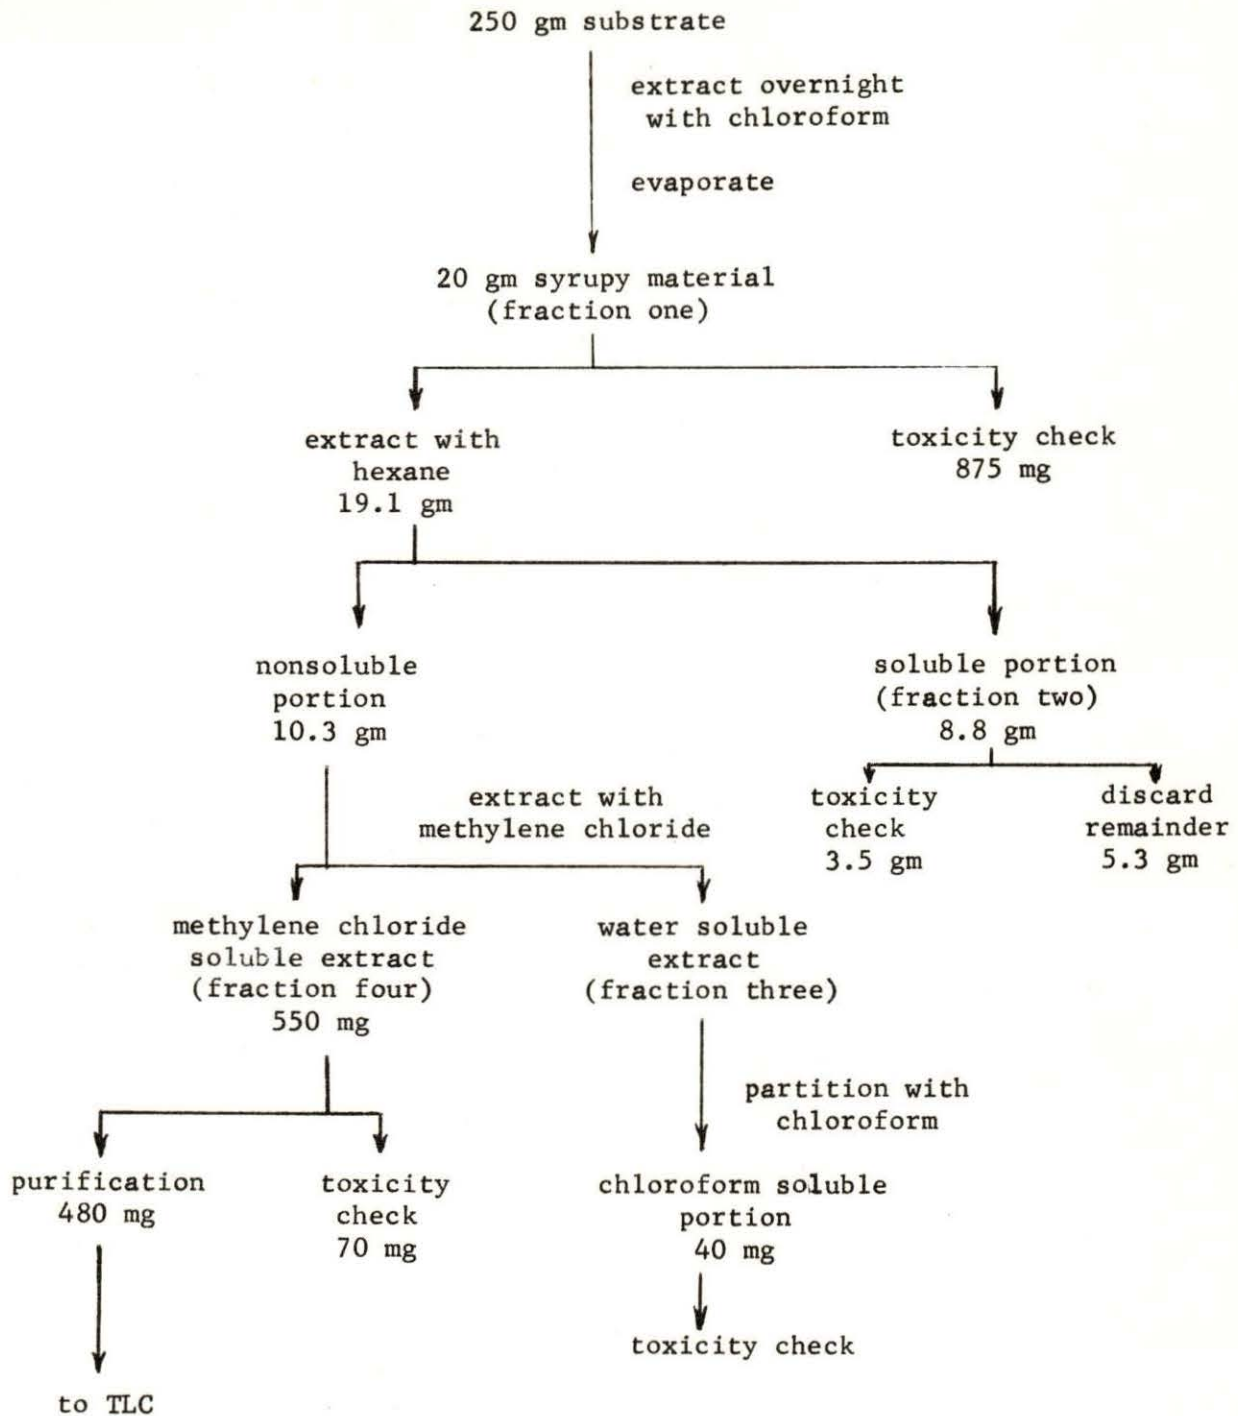 250 gm substrate
extract overnight
with chloroform
evaporate
20 gm syrupy material
(fraction one)
extract with
hexane
19.1 gm
toxicity check
875 mg
nonsoluble
portion
10.3 gm
soluble portion
(fraction two)
8.8 gm
extract with
methylene chloride
toxicity
check
3.5 gm
discard
remainder
5.3 gm
methylene chloride
soluble extract
(fraction four)
550 mg
water soluble
extract
(fraction three)
partition with
chloroform
purification
480 mg
toxicity
check
70 mg
chloroform soluble
portion
40 mg
toxicity check
to TLC